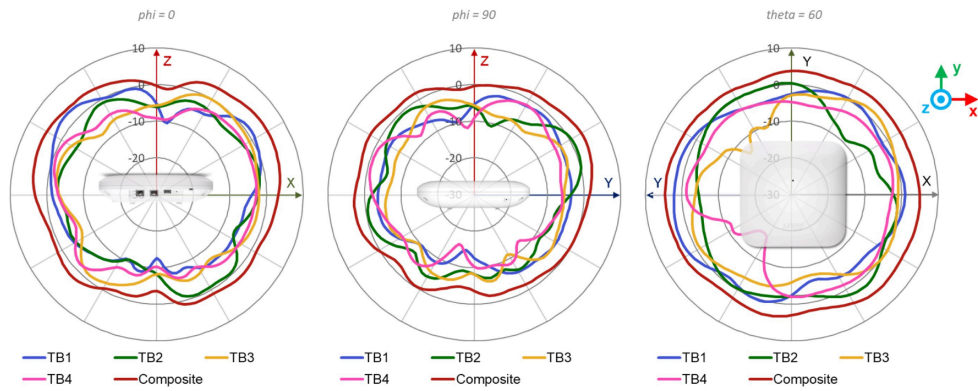 phi = 0
10
Z
0
-10
-20
-30
X
TB1 TB2 TB3
TB4 Composite
phi = 90
10
Z
0
-10
-20
-30
Y
TB1 TB2 TB3
TB4 Composite
theta = 60
10
Y
0
-10
-20
-30
Y
X
TB1 TB2 TB3
TB4 Composite
y
z
x